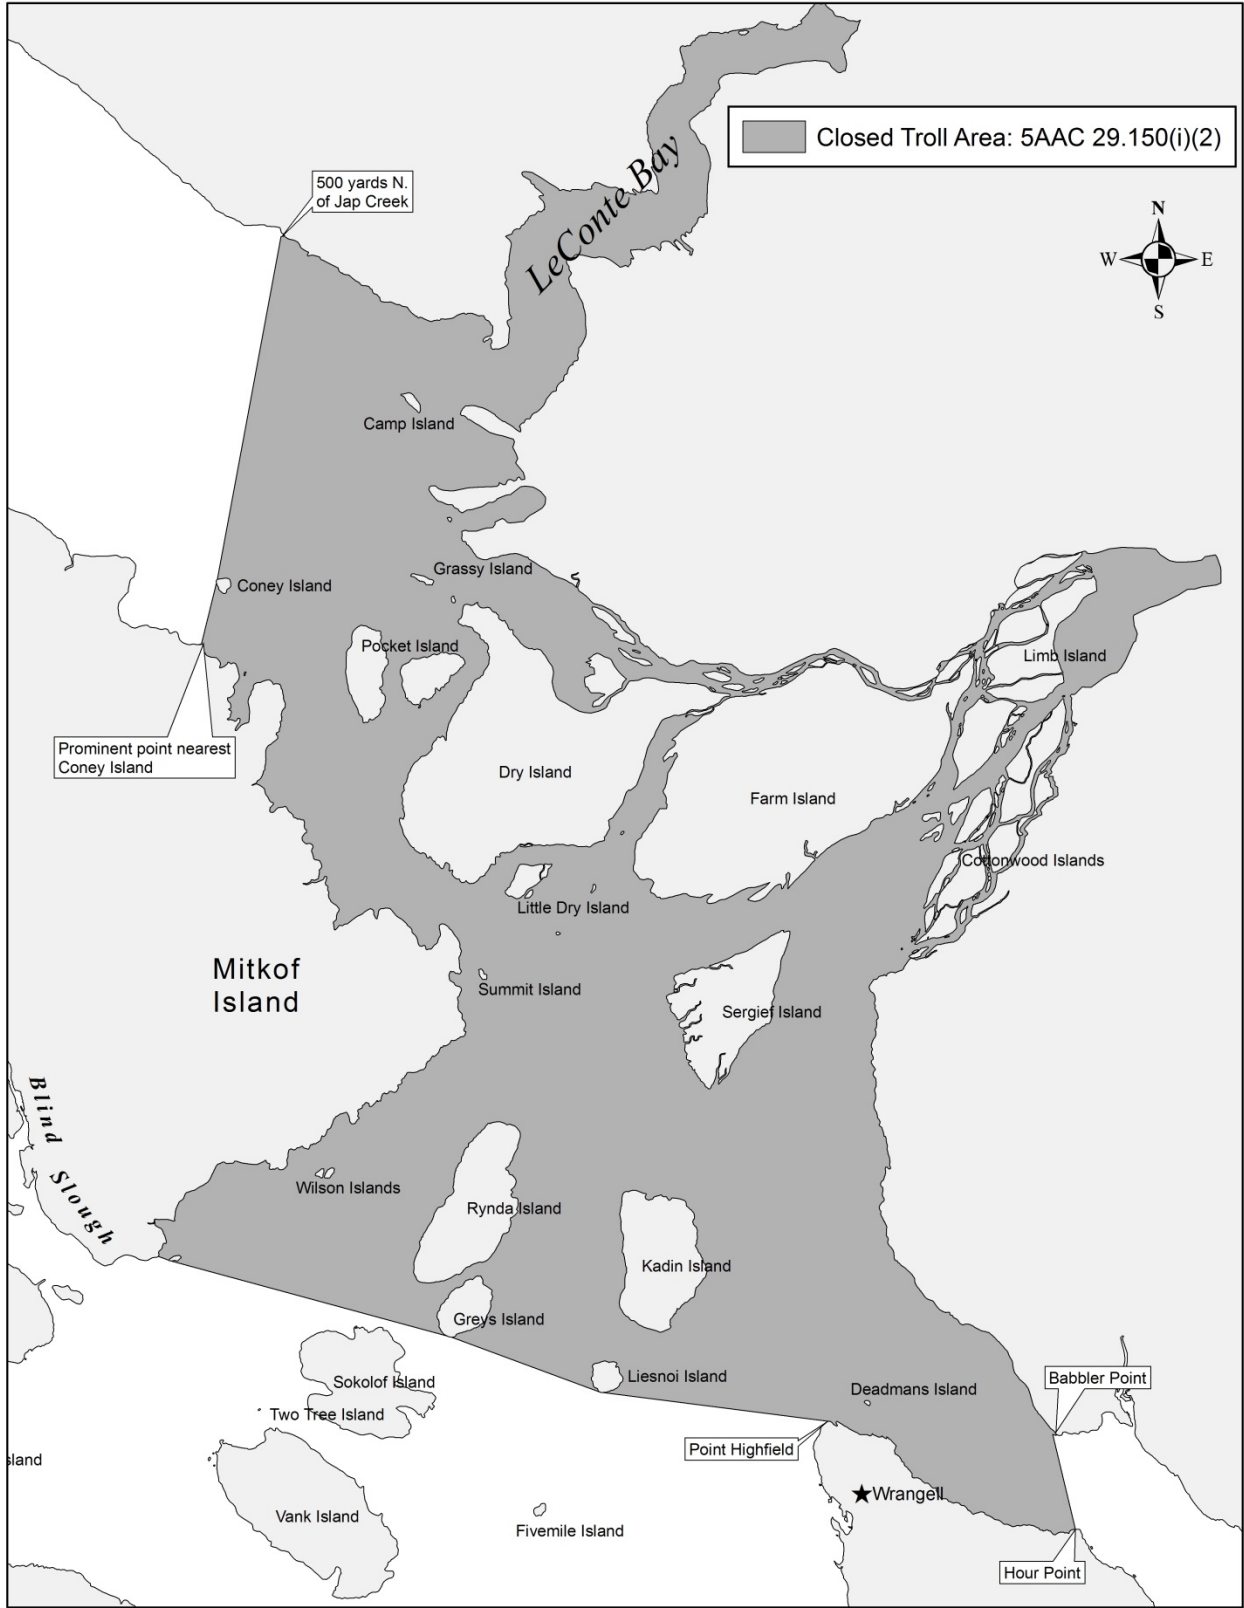 Closed Troll Area: 5AAC 29.150(i)(2)
500 yards N.
of Jap Creek
LeConte Bay
N
W
E
S
Camp Island
Grassy Island
Coney Island
Pocket Island
Limb Island
Prominent point nearest
Coney Island
Dry Island
Farm Island
Cottonwood Islands
Little Dry Island
Mitkof
Island
Summit Island
Sergief Island
Blind Slough
Wilson Islands
Rynda Island
Kadin Island
Greys Island
Liesnoi Island
Sokolof Island
Deadmans Island
Babbler Point
Two Tree Island
Point Highfield
sland
Wrangell
Vank Island
Fivemile Island
Hour Point